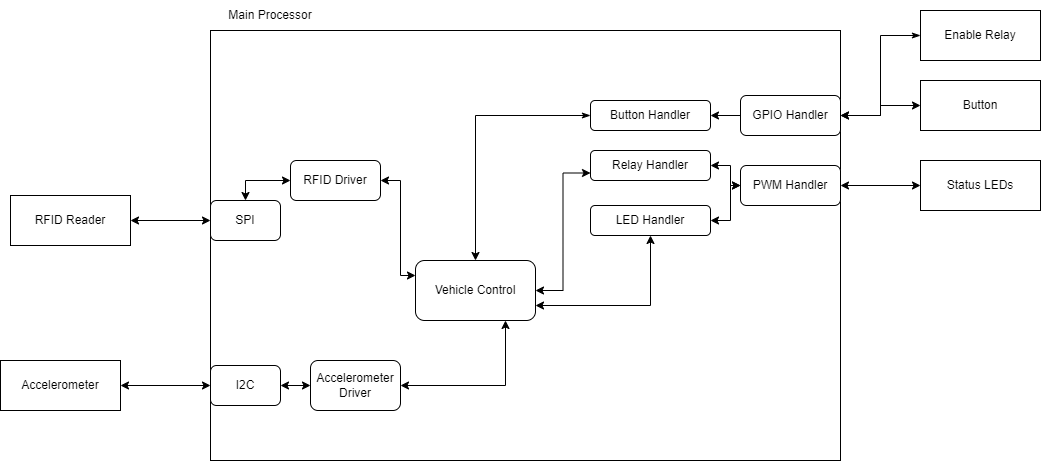 Main Processor
Enable Relay
Button
Button Handler
GPIO Handler
Relay Handler
PWM Handler
Status LEDs
RFID Driver
RFID Reader
SPI
LED Handler
Vehicle Control
Accelerometer
I2C
Accelerometer
Driver